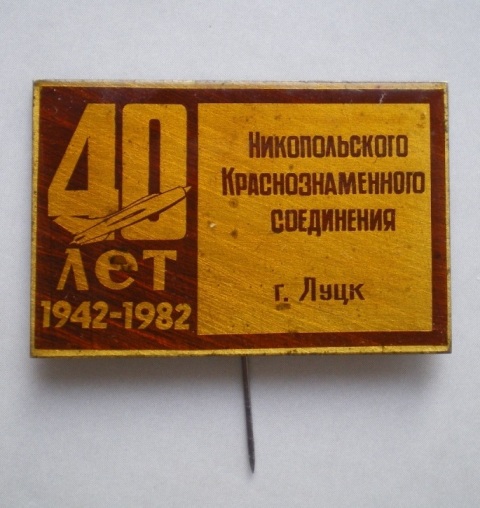 40
ЛЕТ
1942-1982
Никопольского
Краснознаменного
соединения
г. Луцк